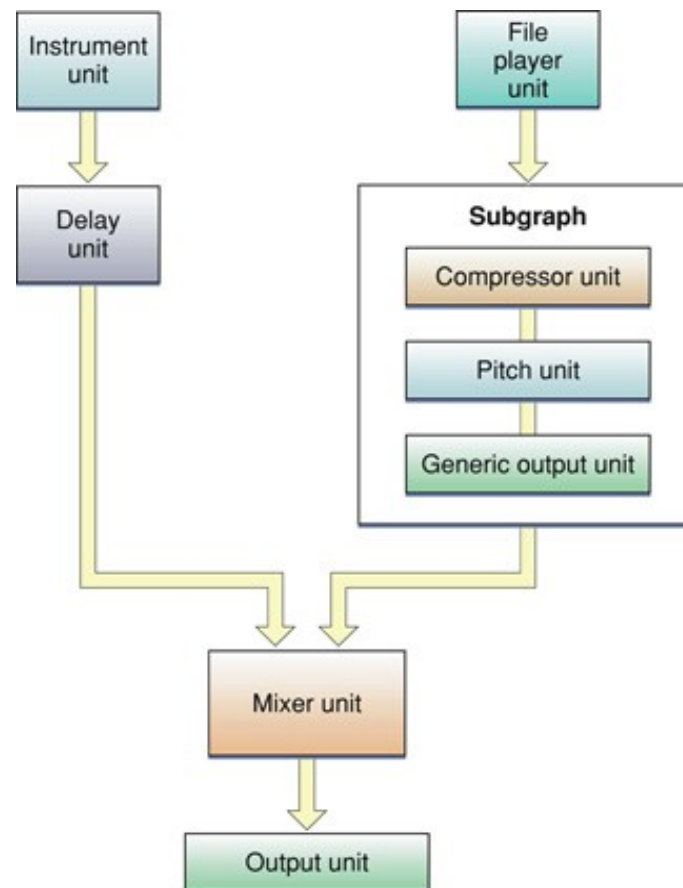 Instrument
unit
File
player
unit
Delay
unit
Subgraph
Compressor unit
Pitch unit
Generic output unit
Mixer unit
Output unit